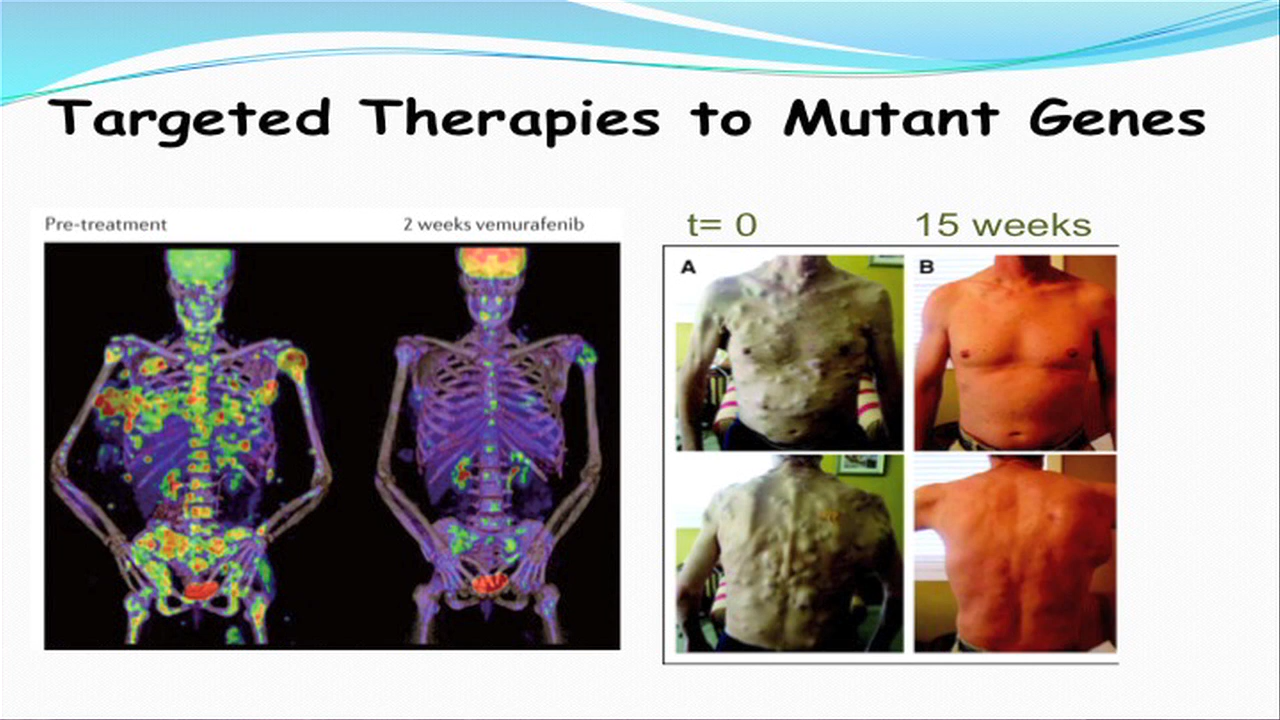 Targeted Therapies to Mutant Genes
Pre-treatment
2 weeks vemurafenib
t= 0
15 weeks
A
B